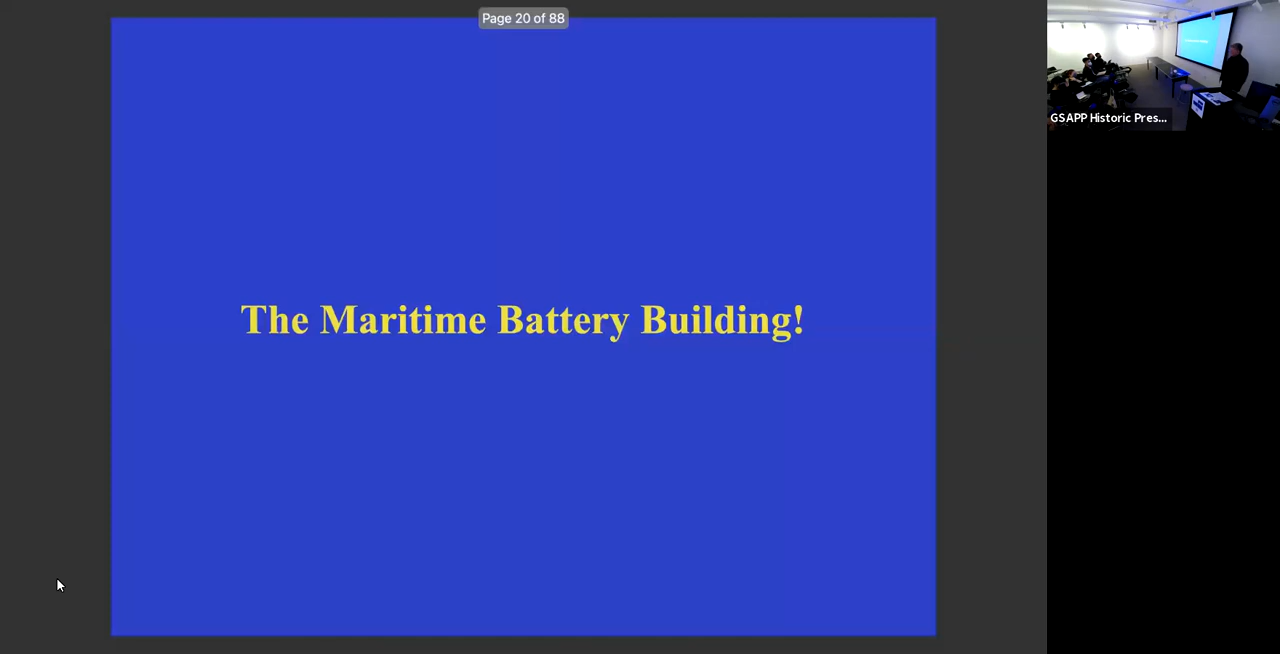 Page 20 of 88
The Maritime Battery Building!
GSAPP Historic Pres...